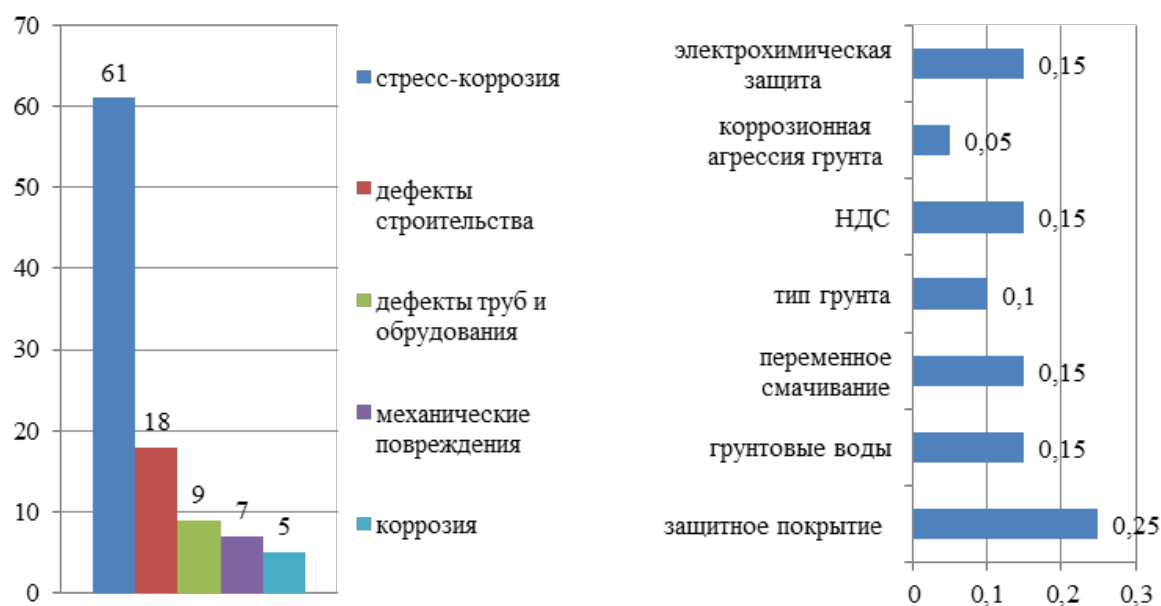 70
60
50
40
30
20
10
0
61
18
9
7
5
стресс-коррозия
дефекты
строительства
дефекты труб и
обрудования
механические
повреждения
коррозия
электрохимическая
защита
0,15
коррозионная
агрессия грунта
0,05
НДС
0,15
тип грунта
0,1
переменное
смачивание
0,15
грунтовые воды
0,15
защитное покрытие
0,25
0 0,1 0,2 0,3